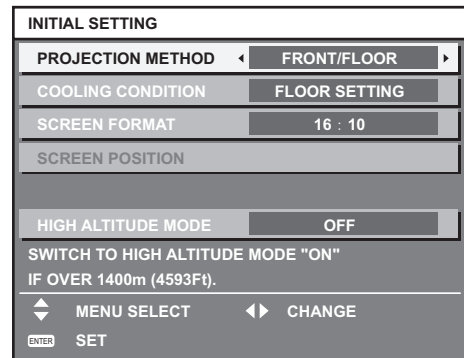 INITIAL SETTING
PROJECTION METHOD FRONT/FLOOR
COOLING CONDITION FLOOR SETTING
SCREEN FORMAT 16 : 10
SCREEN POSITION
HIGH ALTITUDE MODE OFF
SWITCH TO HIGH ALTITUDE MODE "ON"
IF OVER 1400m (4593Ft).
MENU SELECT CHANGE
ENTER SET